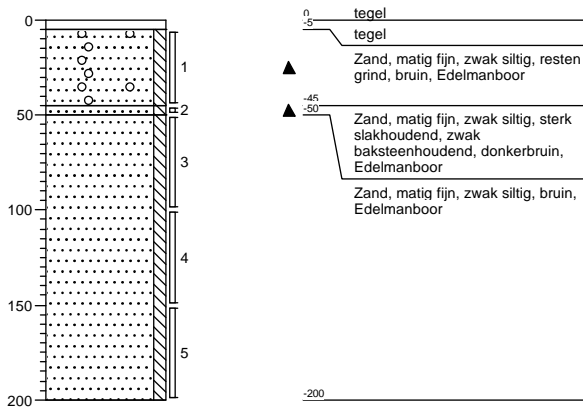 0
50
100
150
200
1
2
3
4
5
0
tegel
-5
tegel
Zand, matig fijn, zwak siltig, resten
grind, bruin, Edelmanboor
-45
-50
Zand, matig fijn, zwak siltig, sterk
slakhoudend, zwak
baksteenhoudend, donkerbruin,
Edelmanboor
Zand, matig fijn, zwak siltig, bruin,
Edelmanboor
-200